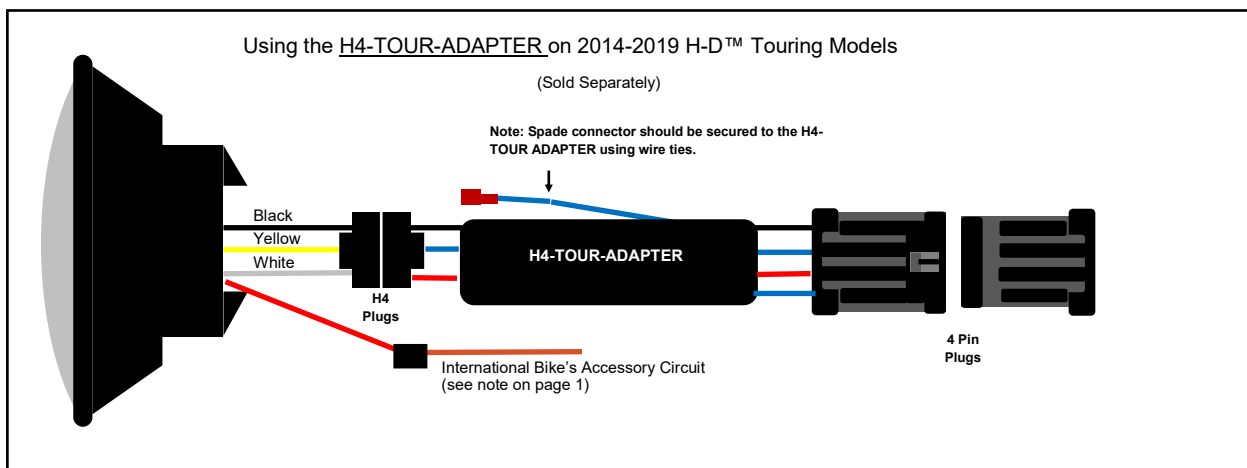 Using the H4-TOUR-ADAPTER on 2014-2019 H-D™ Touring Models
(Sold Separately)
Note: Spade connector should be secured to the H4-
TOUR ADAPTER using wire ties.
Black
Yellow
White
H4-TOUR-ADAPTER
H4
Plugs
4 Pin
Plugs
International Bike's Accessory Circuit
(see note on page 1)